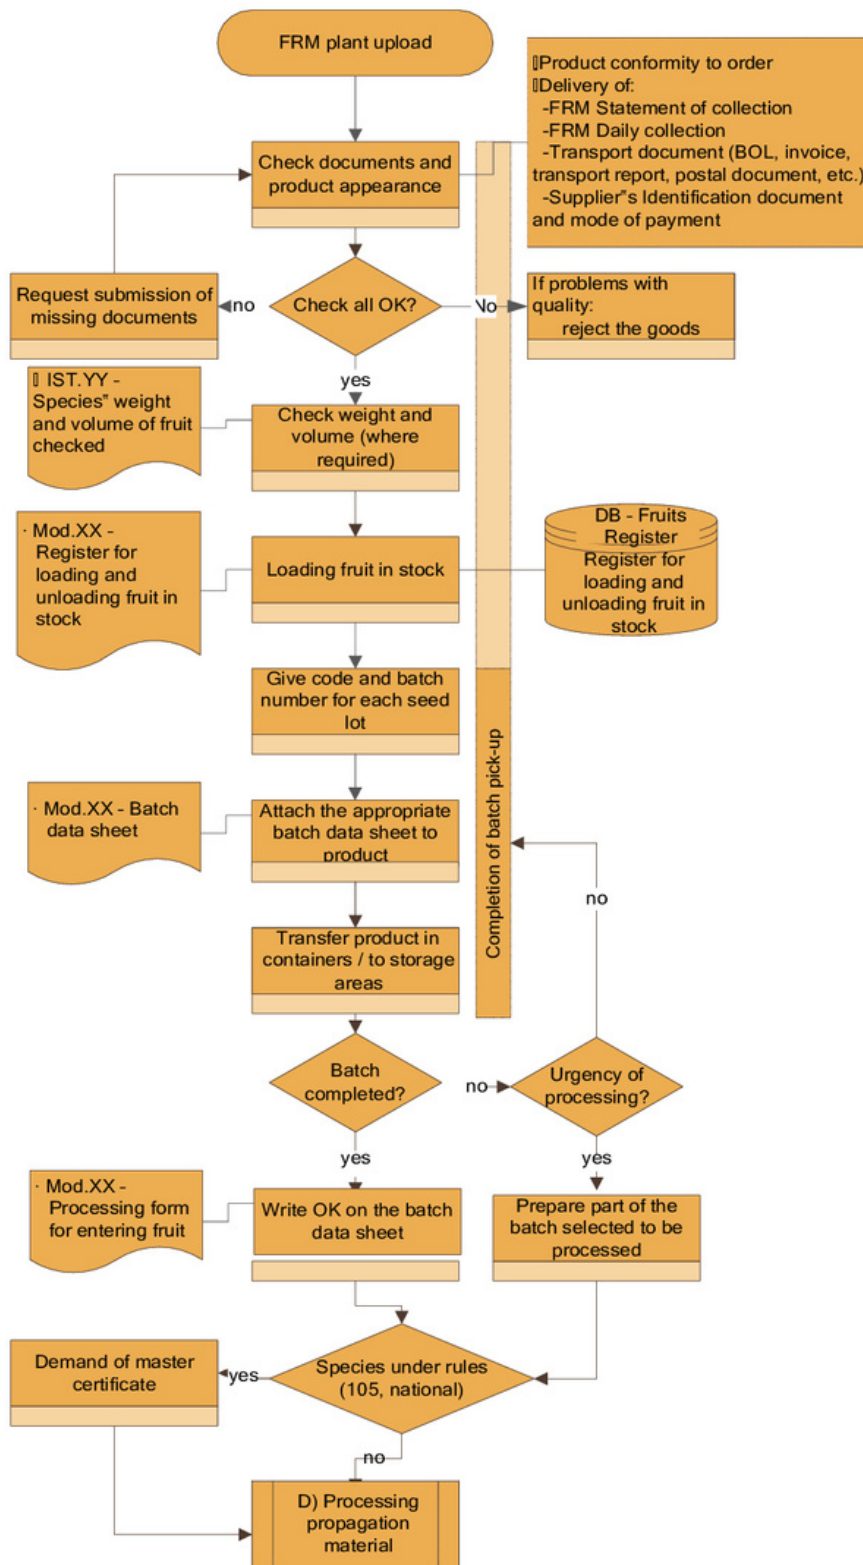 FRM plant upload
▯Product conformity to order
▯Delivery of:
-FRM Statement of collection
-FRM Daily collection
-Transport document (BOL, invoice,
transport report, postal document, etc.)
-Supplier"s Identification document
and mode of payment
Check documents and
product appearance
Request submission of
missing documents
no
Check all OK?
No
If problems with
quality:
reject the goods
yes
▯ IST.YY -
Species" weight
and volume of fruit
checked
Check weight and
volume (where
required)
· Mod.XX -
Register for
loading and
unloading fruit in
stock
Loading fruit in stock
DB - Fruits
Register
Register for
loading and
unloading fruit in
stock
Give code and batch
number for each seed
lot
Completion of batch pick-up
· Mod.XX - Batch
data sheet
Attach the appropriate
batch data sheet to
product
no
Transfer product in
containers / to storage
areas
Batch
completed?
no
Urgency of
processing?
yes
yes
· Mod.XX -
Processing form
for entering fruit
Write OK on the batch
data sheet
Prepare part of the
batch selected to be
processed
Demand of master
certificate
yes
Species under rules
(105, national)
no
D) Processing
propagation
material